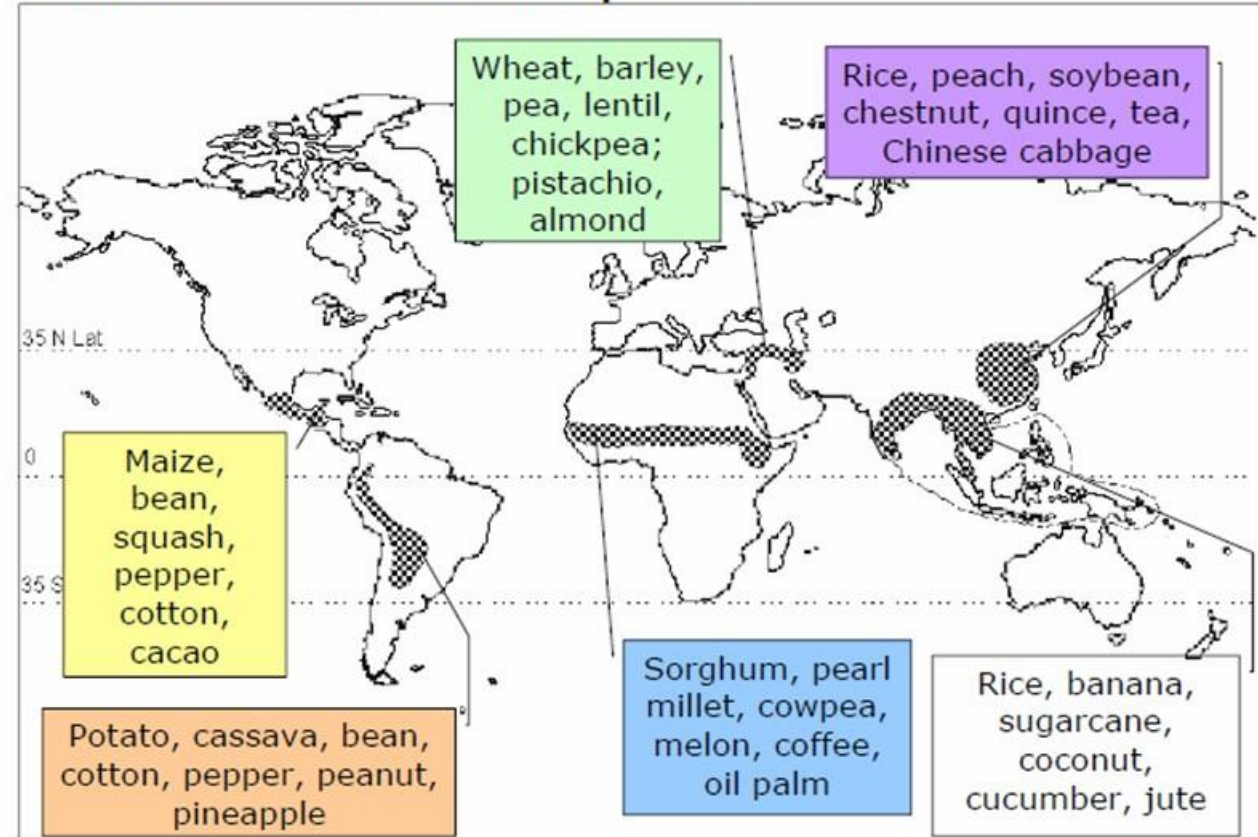 Wheat, barley,
pea, lentil,
chickpea;
pistachio,
almond
Rice, peach, soybean,
chestnut, quince, tea,
Chinese cabbage
35 N Lat
0
Maize,
bean,
squash,
pepper,
cotton,
cacao
35 S
Potato, cassava, bean,
cotton, pepper, peanut,
pineapple
Sorghum, pearl
millet, cowpea,
melon, coffee,
oil palm
Rice, banana,
sugarcane,
coconut,
cucumber, jute